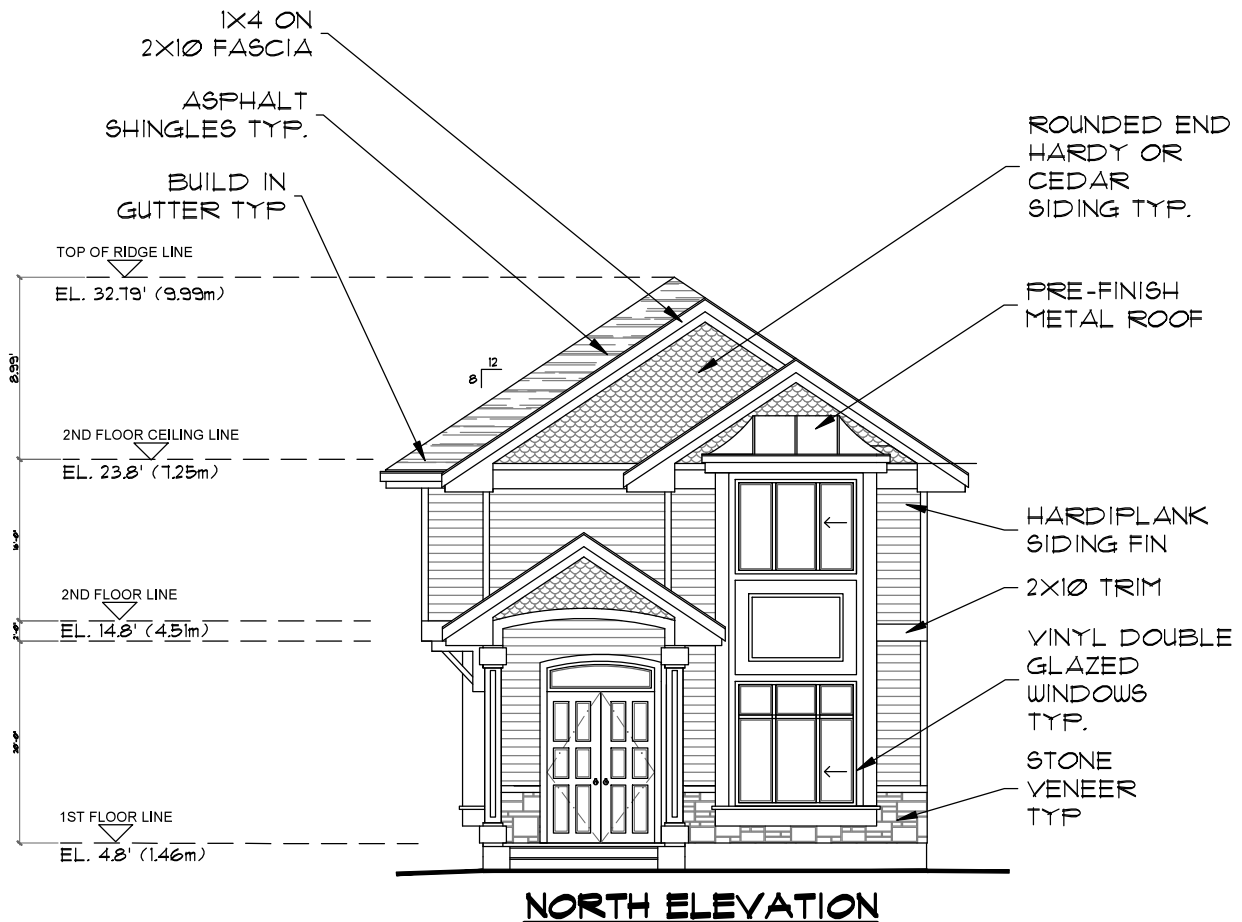 1X4 ON
2X10 FASCIA
ASPHALT
SHINGLES TYP.
BUILD IN
GUTTER TYP
TOP OF RIDGE LINE
EL. 32.79' (9.99m)
8.99'
12
8
2ND FLOOR CEILING LINE
EL. 23.8' (7.25m)
2ND FLOOR LINE
EL. 14.8' (4.51m)
1ST FLOOR LINE
EL. 4.8' (1.46m)
ROUNDED END
HARDY OR
CEDAR
SIDING TYP.
PRE-FINISH
METAL ROOF
HARDIPLANK
SIDING FIN
2X10 TRIM
VINYL DOUBLE
GLAZED
WINDOWS
TYP.
STONE
VENEER
TYP
NORTH ELEVATION